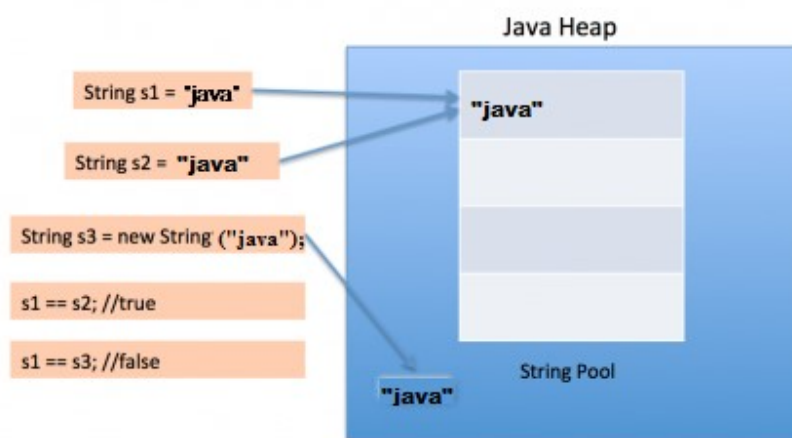 Java Heap
String s1 = "java"
"java"
String s2 = "java"
String s3 = new String ("java");
s1 == s2; //true
s1 == s3; //false
String Pool
"java"